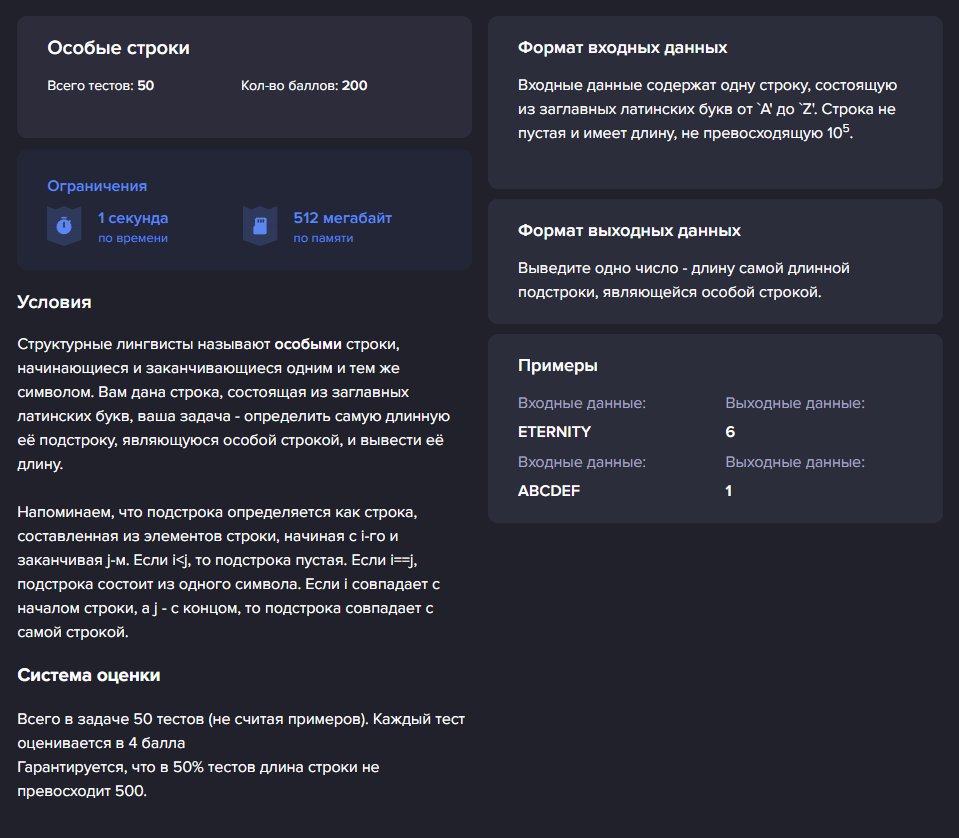 Особые строки
Всего тестов: 50
Кол-во баллов: 200
Ограничения
1 секунда
по времени
512 мегабайт
по памяти
Условия
Структурные лингвисты называют особыми строки,
начинающиеся и заканчивающиеся одним и тем же
символом. Вам дана строка, состоящая из заглавных
латинских букв, ваша задача - определить самую длинную
её подстроку, являющуюся особой строкой, и вывести её
длину.
Напоминаем, что подстрока определяется как строка,
составленная из элементов строки, начиная с i-го и
заканчивая j-м. Если i<j, то подстрока пустая. Если i==j,
подстрока состоит из одного символа. Если i совпадает с
началом строки, а j - с концом, то подстрока совпадает с
самой строкой.
Система оценки
Всего в задаче 50 тестов (не считая примеров). Каждый тест
оценивается в 4 балла
Гарантируется, что в 50% тестов длина строки не
превосходит 500.
Формат входных данных
Входные данные содержат одну строку, состоящую
из заглавных латинских букв от `A' до `Z'. Строка не
пустая и имеет длину, не превосходящую 10⁵.
Формат выходных данных
Выведите одно число - длину самой длинной
подстроки, являющейся особой строкой.
Примеры
Входные данные:
Выходные данные:
ETERNITY
6
Входные данные:
Выходные данные:
ABCDEF
1